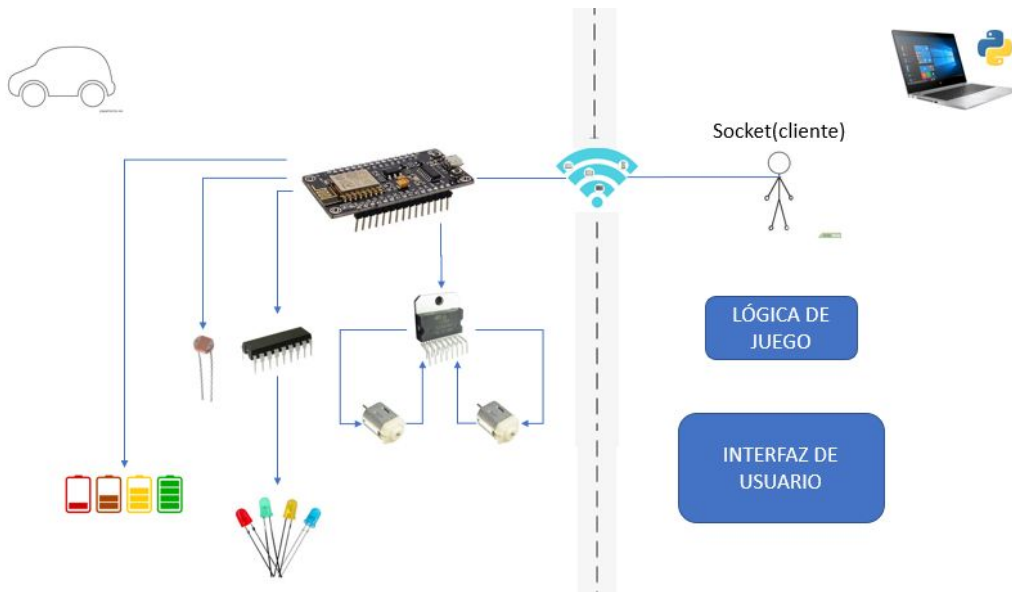 Socket(cliente)
LÓGICA DE
JUEGO
INTERFAZ DE
USUARIO